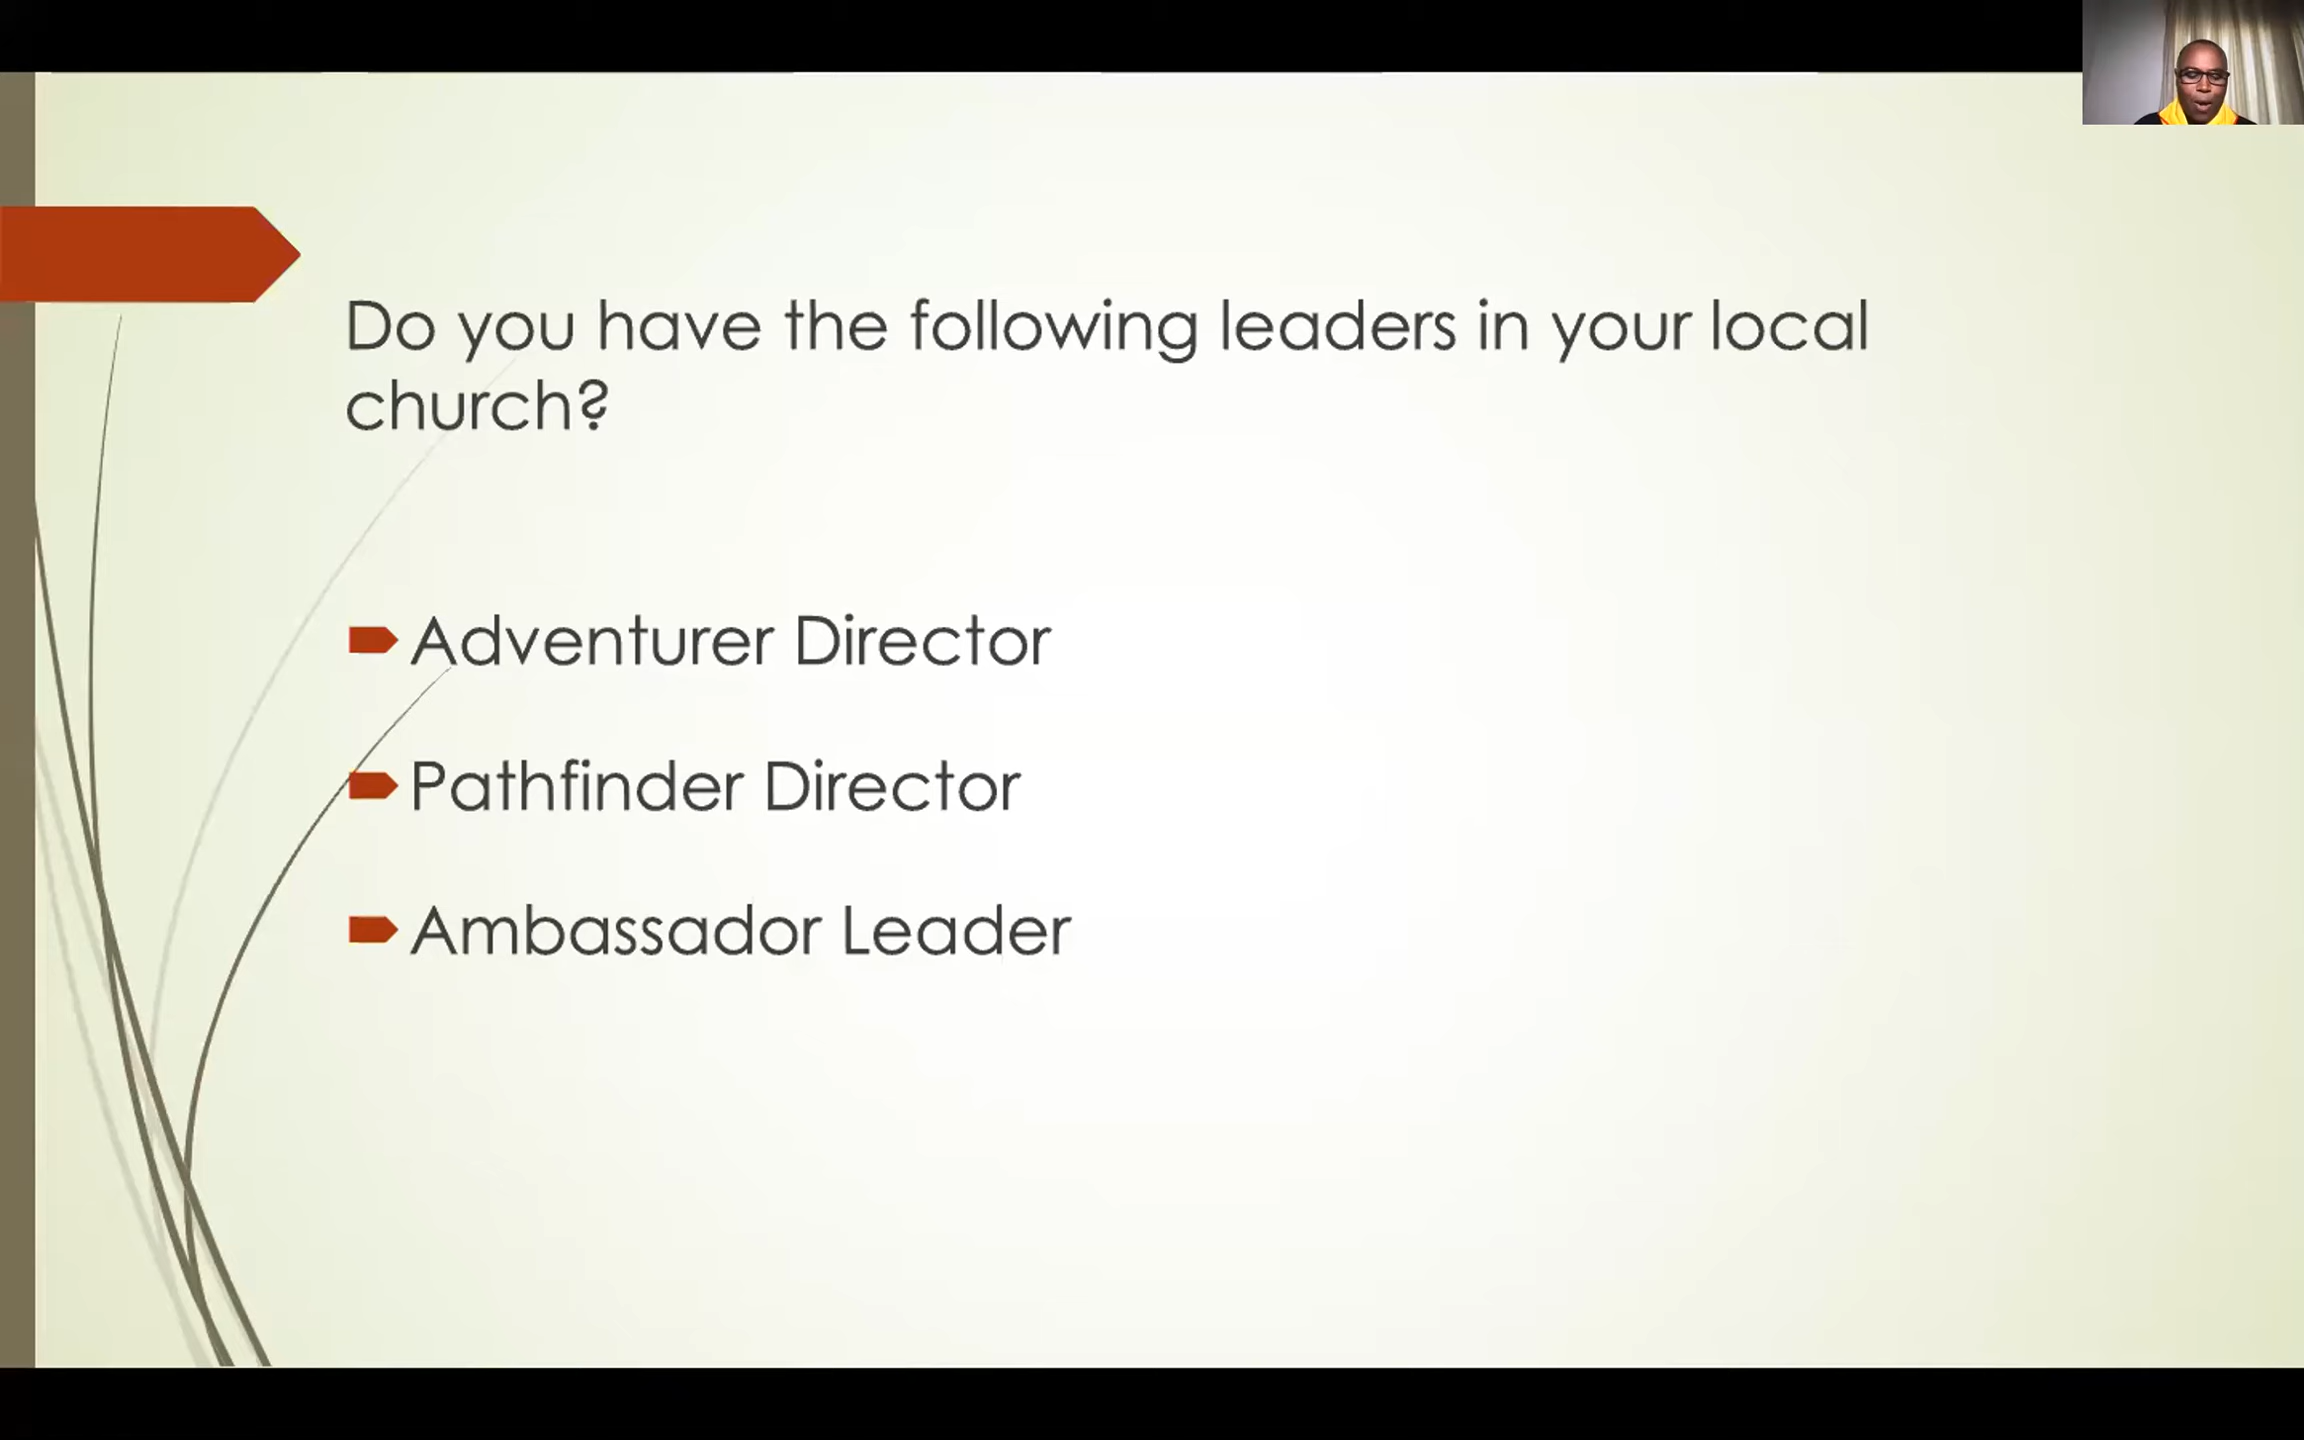 Do you have the following leaders in your local
church?
Adventurer Director
Pathfinder Director
Ambassador Leader